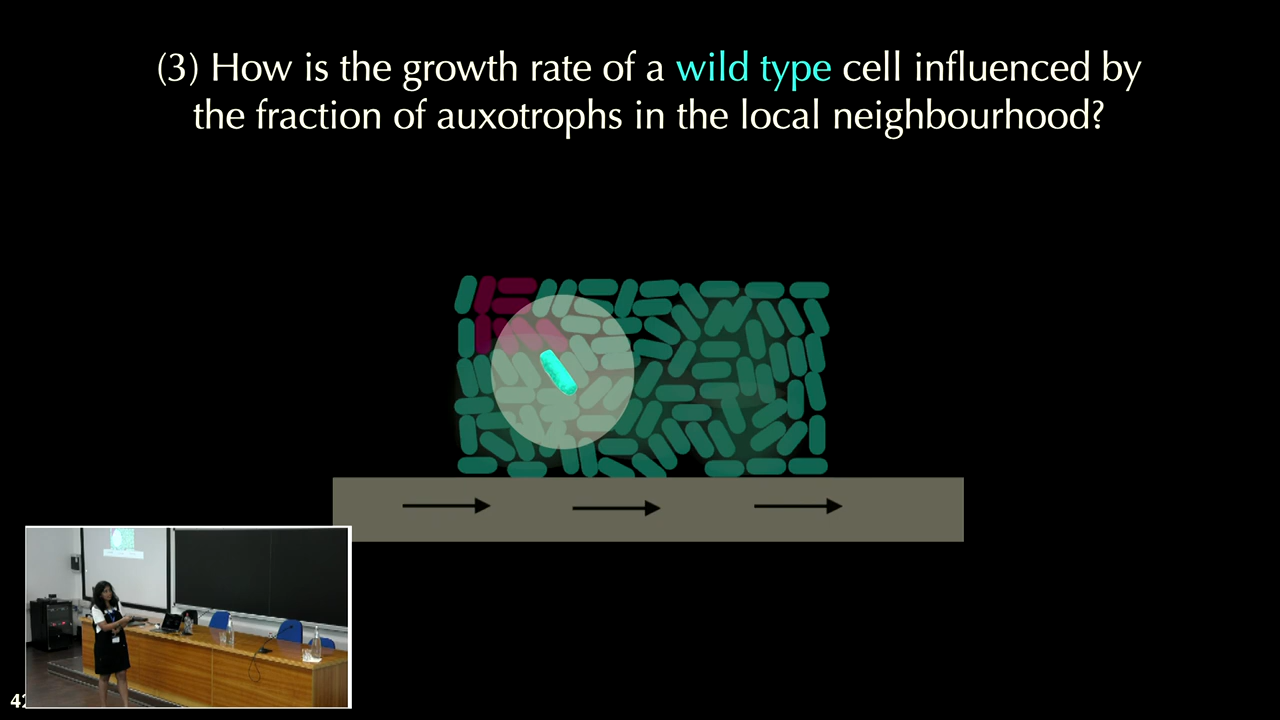 (3) How is the growth rate of a wild type cell influenced by
the fraction of auxotrophs in the local neighbourhood?